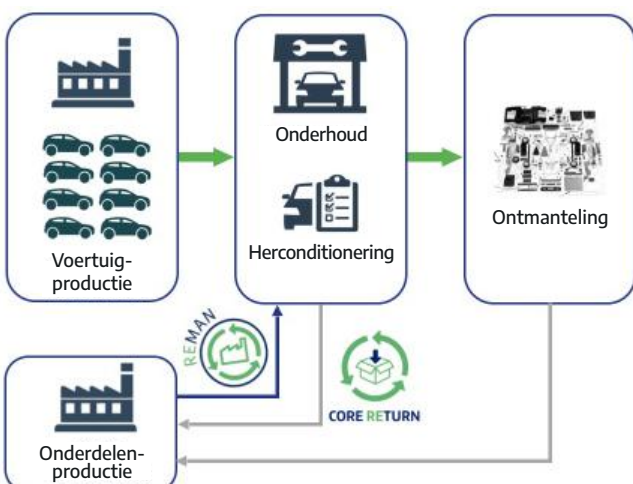 Onderhoud
Herconditionering
Ontmanteling
Voertuig-
productie
REMAN
CORE RETURN
Onderdelen-
productie